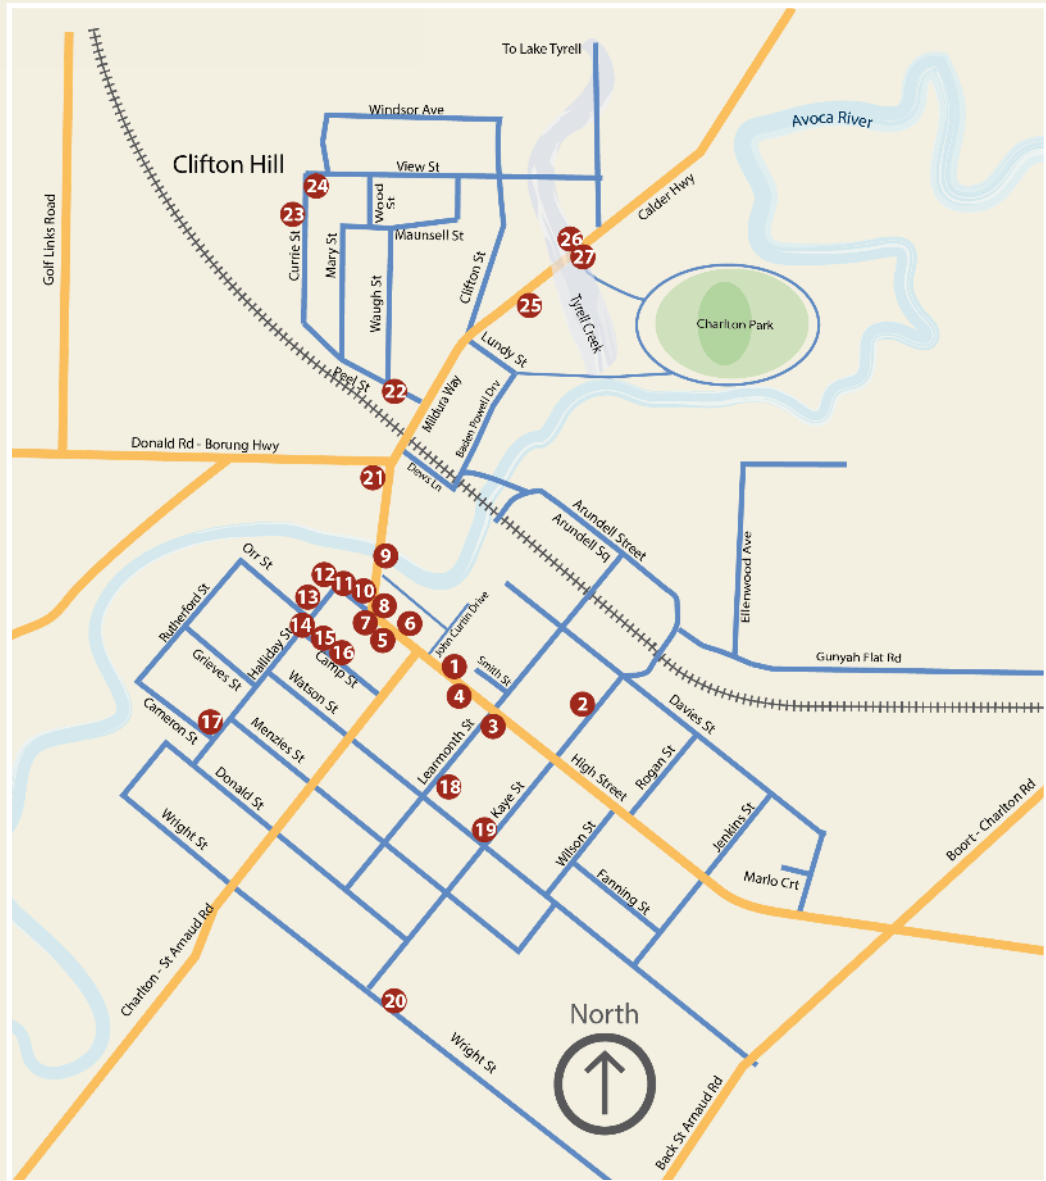 To Lake Tyrell
Windsor Ave
Avoca River
Clifton Hill
View St
24
Wood St
Calder Hwy
23
Golf Links Road
Currie St
Mary St
Maunsell St
26
27
Clifton St
Waugh St
25
Tyrell Creek
Charlton Park
Lundy St
Peel St
22
Mildura Way
Baden Powell Drv
Donald Rd - Borung Hwy
21
Dews Ln
Arundell Street
Arundell Sq
9
Orr St
Ellenwood Ave
12
11
10
Rutherford St
13
8
John Curtin Drive
7
6
14
5
15
Halliday St
16
Camp St
1
Smith St
Gunyah Flat Rd
Grieves St
Watson St
4
2
Davies St
Cameron St
17
Menzies St
3
Learmonth St
High Street
Rogan St
Donald St
18
Kaye St
Wright St
19
Wilson St
Jenkins St
Boort - Charlton Rd
Fanning St
Marlo Crt
Charlton - St Arnaud Rd
20
North
Wright St
Back St Arnaud Rd